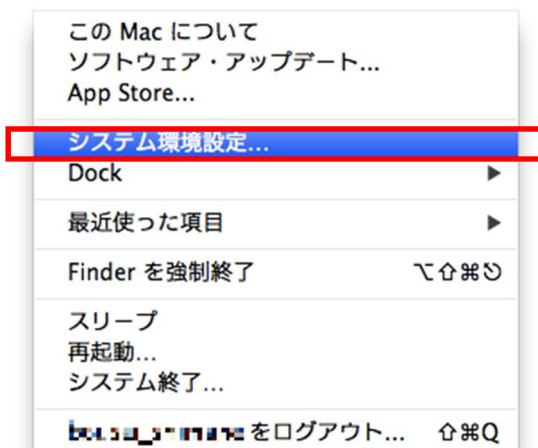 この Mac について
ソフトウェア・アップデート...
App Store...
システム環境設定...
Dock ▶
最近使った項目 ▶
Finder を強制終了 ⌥⇧⌘⎋
スリープ
再起動...
システム終了...
をログアウト... ⇧⌘Q